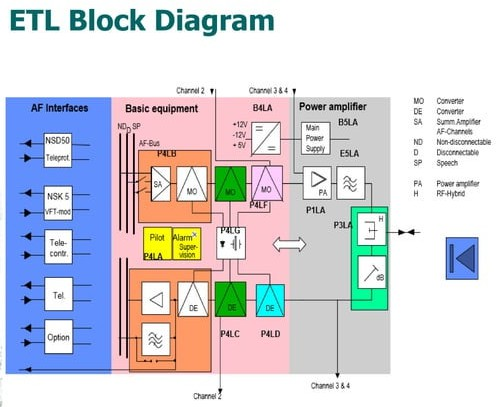 ETL Block Diagram
Channel 2
Channel 3 & 4
AF Interfaces
Basic equipment
B4LA
Power amplifier
ND D SP
AF-Bus
P4LB
+12V
-12V
+ 5V
Main
Power
Supply
B5LA
E5LA
NSD50
Teleprot.
SA
MO
MO
MO
P4LF
PA
P1LA
NSK 5
VFT-mod
Tele-
contr.
Pilot
P4LA
Alarm
Super-
vision
P4LG
P3LA
H
dB
Tel.
Option
DE
DE
DE
P4LC
P4LD
Channel 2
Channel 3 & 4
MO Converter
DE Converter
SA Summ.Amplifier
AF-Channels
ND Non-disconnectable
D Disconnectable
SP Speech
PA Power amplifier
H RF-Hybrid